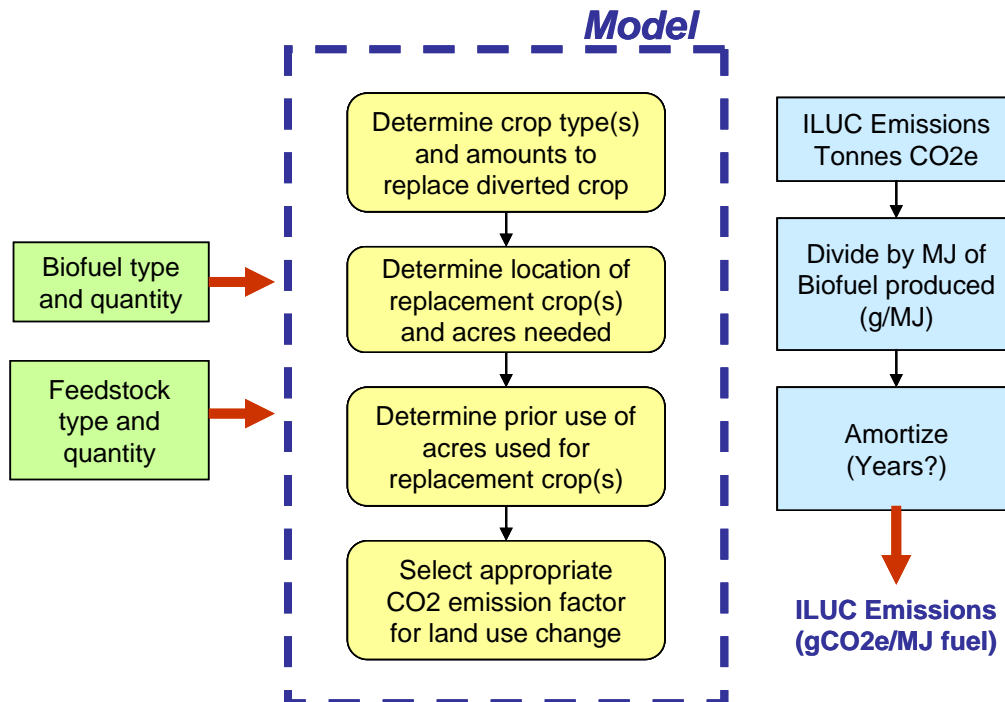 Model
Biofuel type
and quantity
Feedstock
type and
quantity
Determine crop type(s)
and amounts to
replace diverted crop
Determine location of
replacement crop(s)
and acres needed
Determine prior use of
acres used for
replacement crop(s)
Select appropriate
CO2 emission factor
for land use change
ILUC Emissions
Tonnes CO2e
Divide by MJ of
Biofuel produced
(g/MJ)
Amortize
(Years?)
ILUC Emissions
(gCO2e/MJ fuel)